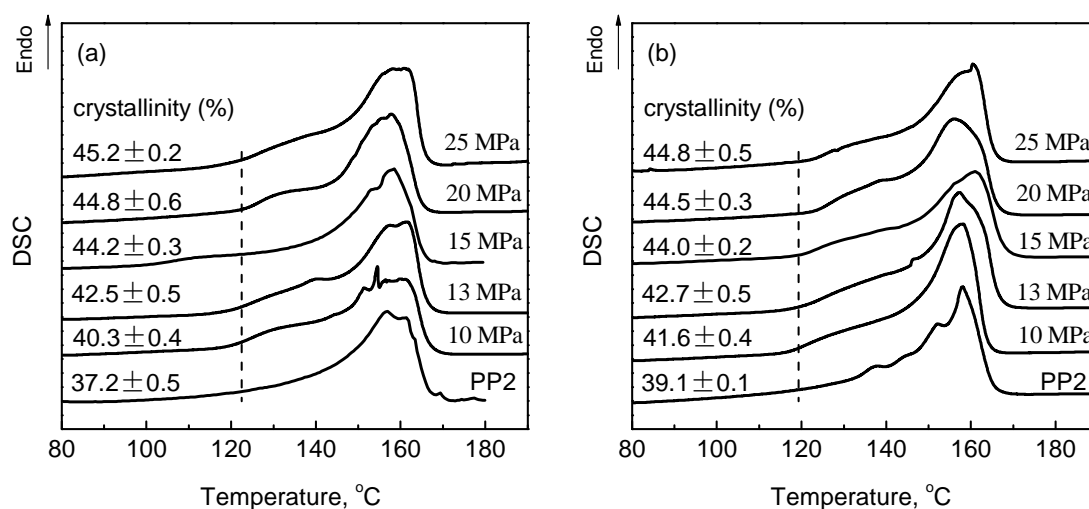 Endo
(a)
crystallinity (%)
45.2±0.2
25 MPa
44.8±0.6
20 MPa
44.2±0.3
15 MPa
42.5±0.5
13 MPa
40.3±0.4
10 MPa
37.2±0.5
PP2
DSC
80 100 120 140 160 180
Temperature, °C
Endo
(b)
crystallinity (%)
44.8±0.5
25 MPa
44.5±0.3
20 MPa
44.0±0.2
15 MPa
42.7±0.5
13 MPa
41.6±0.4
10 MPa
39.1±0.1
PP2
DSC
80 100 120 140 160 180
Temperature, °C